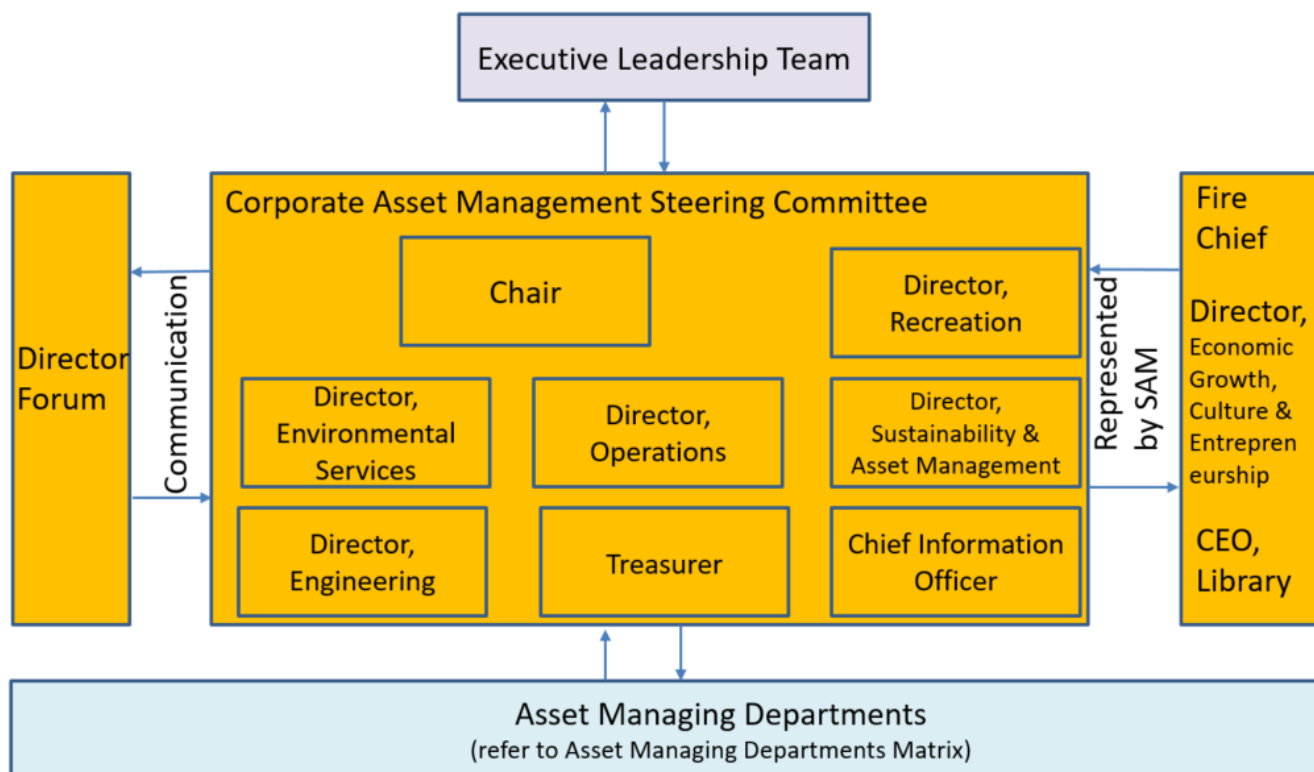 Executive Leadership Team
Director
Forum
Communication
Corporate Asset Management Steering Committee
Chair
Director,
Recreation
Director,
Environmental
Services
Director,
Operations
Director,
Sustainability &
Asset Management
Director,
Engineering
Treasurer
Chief Information
Officer
Represented
by SAM
Fire
Chief
Director,
Economic
Growth,
Culture &
Entrepren
eurship
CEO,
Library
Asset Managing Departments
(refer to Asset Managing Departments Matrix)